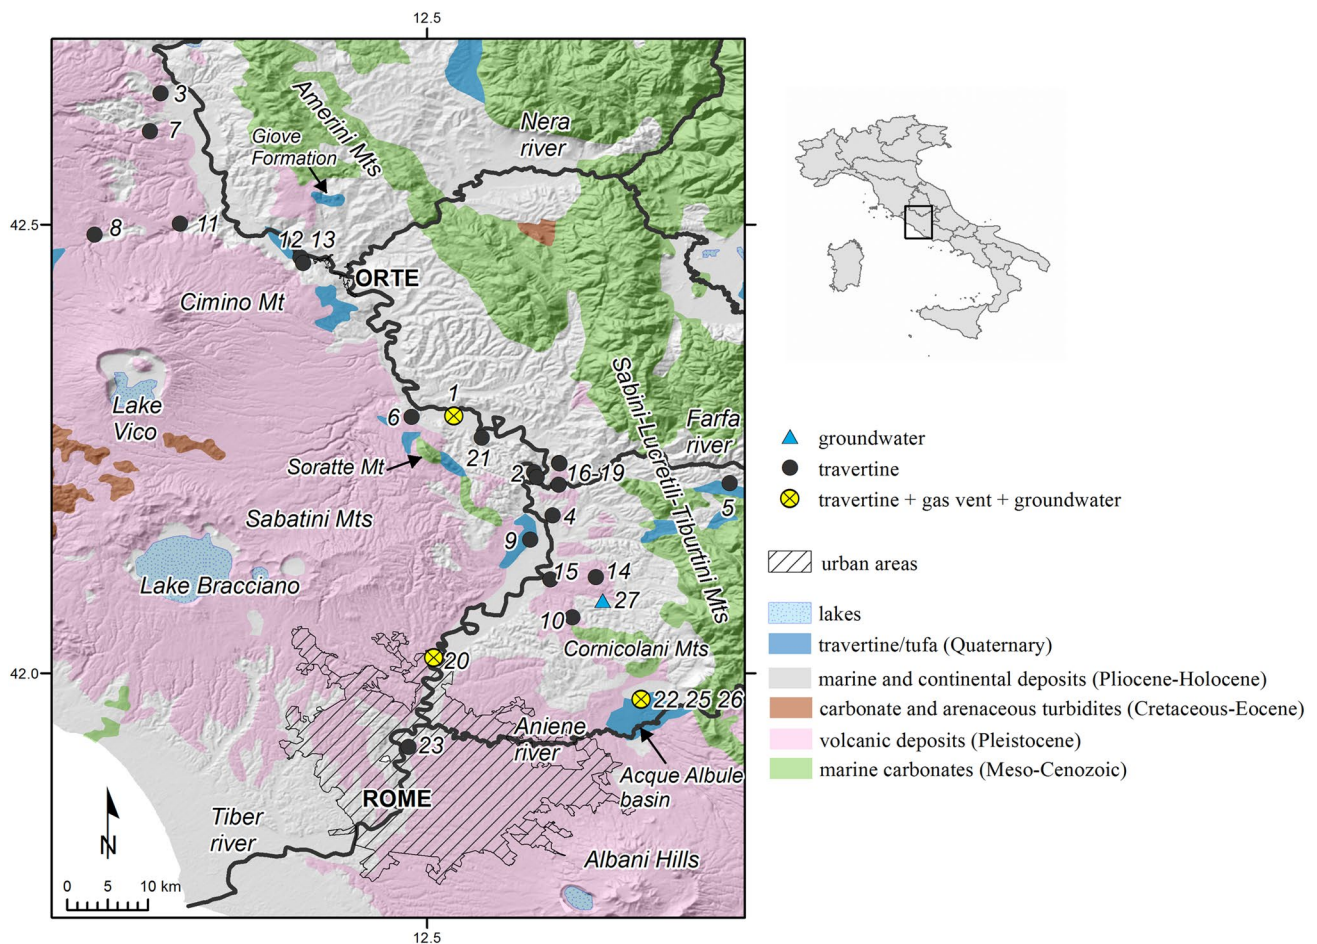 12.5
3
Amerini Mts
7
Giove
Formation
Nera
river
42.5
8
11
12 13
ORTE
Cimino Mt
Lake
Vico
1
6
21
Soratte Mt
Sabini-Lucretili-Tiburtini Mts
Farfa
river
2
16-19
5
Sabatini Mts
4
9
Lake Bracciano
15
14
27
10
Cornicolani Mts
42.0
20
22 25 26
Aniene
river
23
Acque Albule
basin
ROME
Tiber
river
Albani Hills
N
0 5 10 km
12.5
groundwater
travertine
travertine + gas vent + groundwater
urban areas
lakes
travertine/tufa (Quaternary)
marine and continental deposits (Pliocene-Holocene)
carbonate and arenaceous turbidites (Cretaceous-Eocene)
volcanic deposits (Pleistocene)
marine carbonates (Meso-Cenozoic)